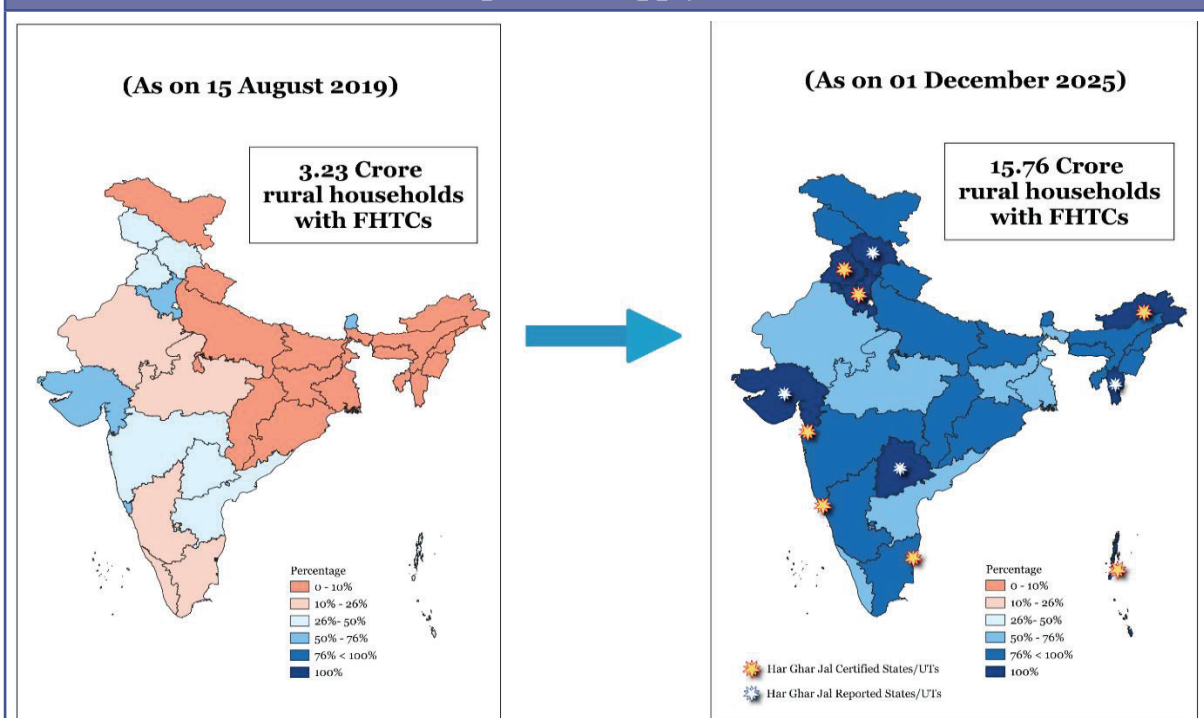 (As on 15 August 2019)
3.23 Crore
rural households
with FHTCs
Percentage
0 - 10%
10% - 26%
26%- 50%
50% - 76%
76% < 100%
100%
(As on 01 December 2025)
15.76 Crore
rural households
with FHTCs
Percentage
0 - 10%
10% - 26%
26%- 50%
50% - 76%
76% < 100%
100%
Har Ghar Jal Certified States/UTs
Har Ghar Jal Reported States/UTs